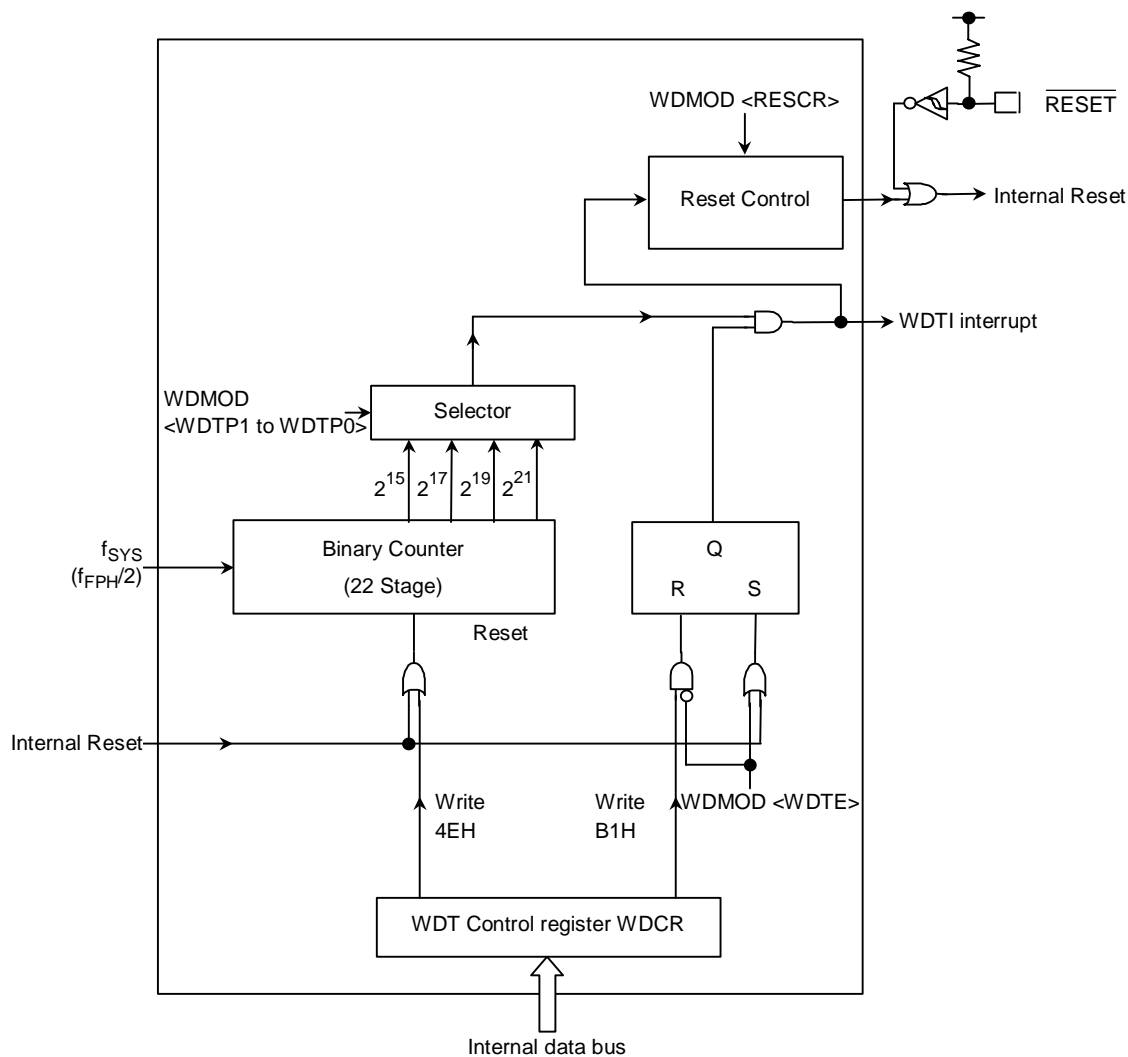 WDMOD <RESCR>
RESET
Reset Control
Internal Reset
WDTI interrupt
WDMOD
<WDTP1 to WDTP0>
Selector
2^15 2^17 2^19 2^21
fSYS
(fFPH/2)
Binary Counter
(22 Stage)
Q
R S
Reset
Internal Reset
Write
4EH
Write
B1H
WDMOD <WDTE>
WDT Control register WDCR
Internal data bus